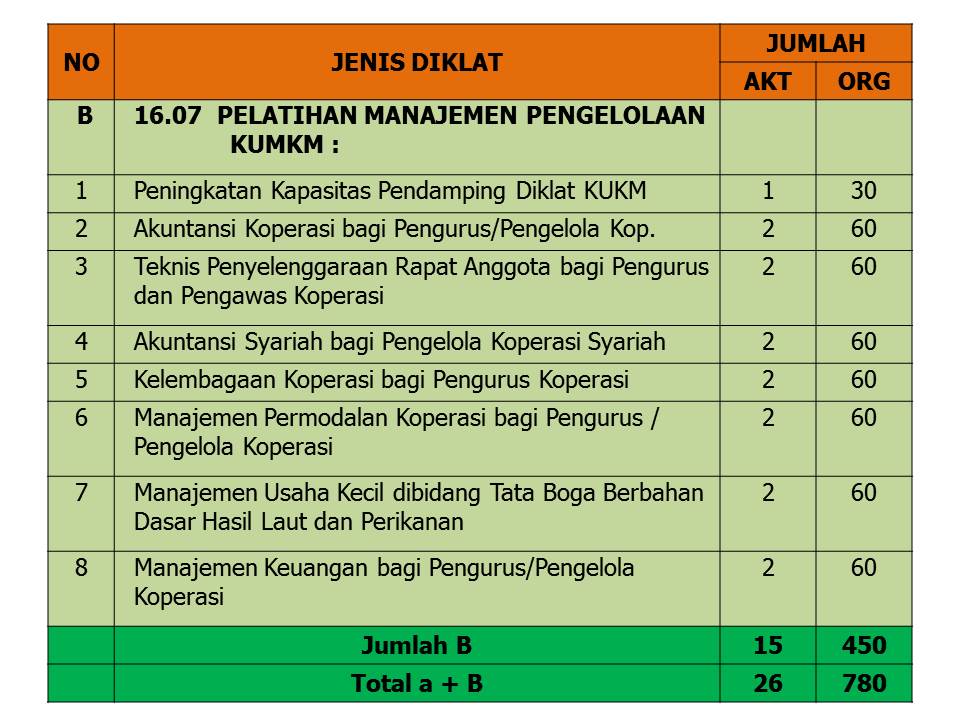 NO JENIS DIKLAT JUMLAH
AKT ORG
B 16.07 PELATIHAN MANAJEMEN PENGELOLAAN
KUMKM :
1 Peningkatan Kapasitas Pendamping Diklat KUKM 1 30
2 Akuntansi Koperasi bagi Pengurus/Pengelola Kop. 2 60
3 Teknis Penyelenggaraan Rapat Anggota bagi Pengurus 2 60
dan Pengawas Koperasi
4 Akuntansi Syariah bagi Pengelola Koperasi Syariah 2 60
5 Kelembagaan Koperasi bagi Pengurus Koperasi 2 60
6 Manajemen Permodalan Koperasi bagi Pengurus / 2 60
Pengelola Koperasi
7 Manajemen Usaha Kecil dibidang Tata Boga Berbahan 2 60
Dasar Hasil Laut dan Perikanan
8 Manajemen Keuangan bagi Pengurus/Pengelola 2 60
Koperasi
Jumlah B 15 450
Total a + B 26 780